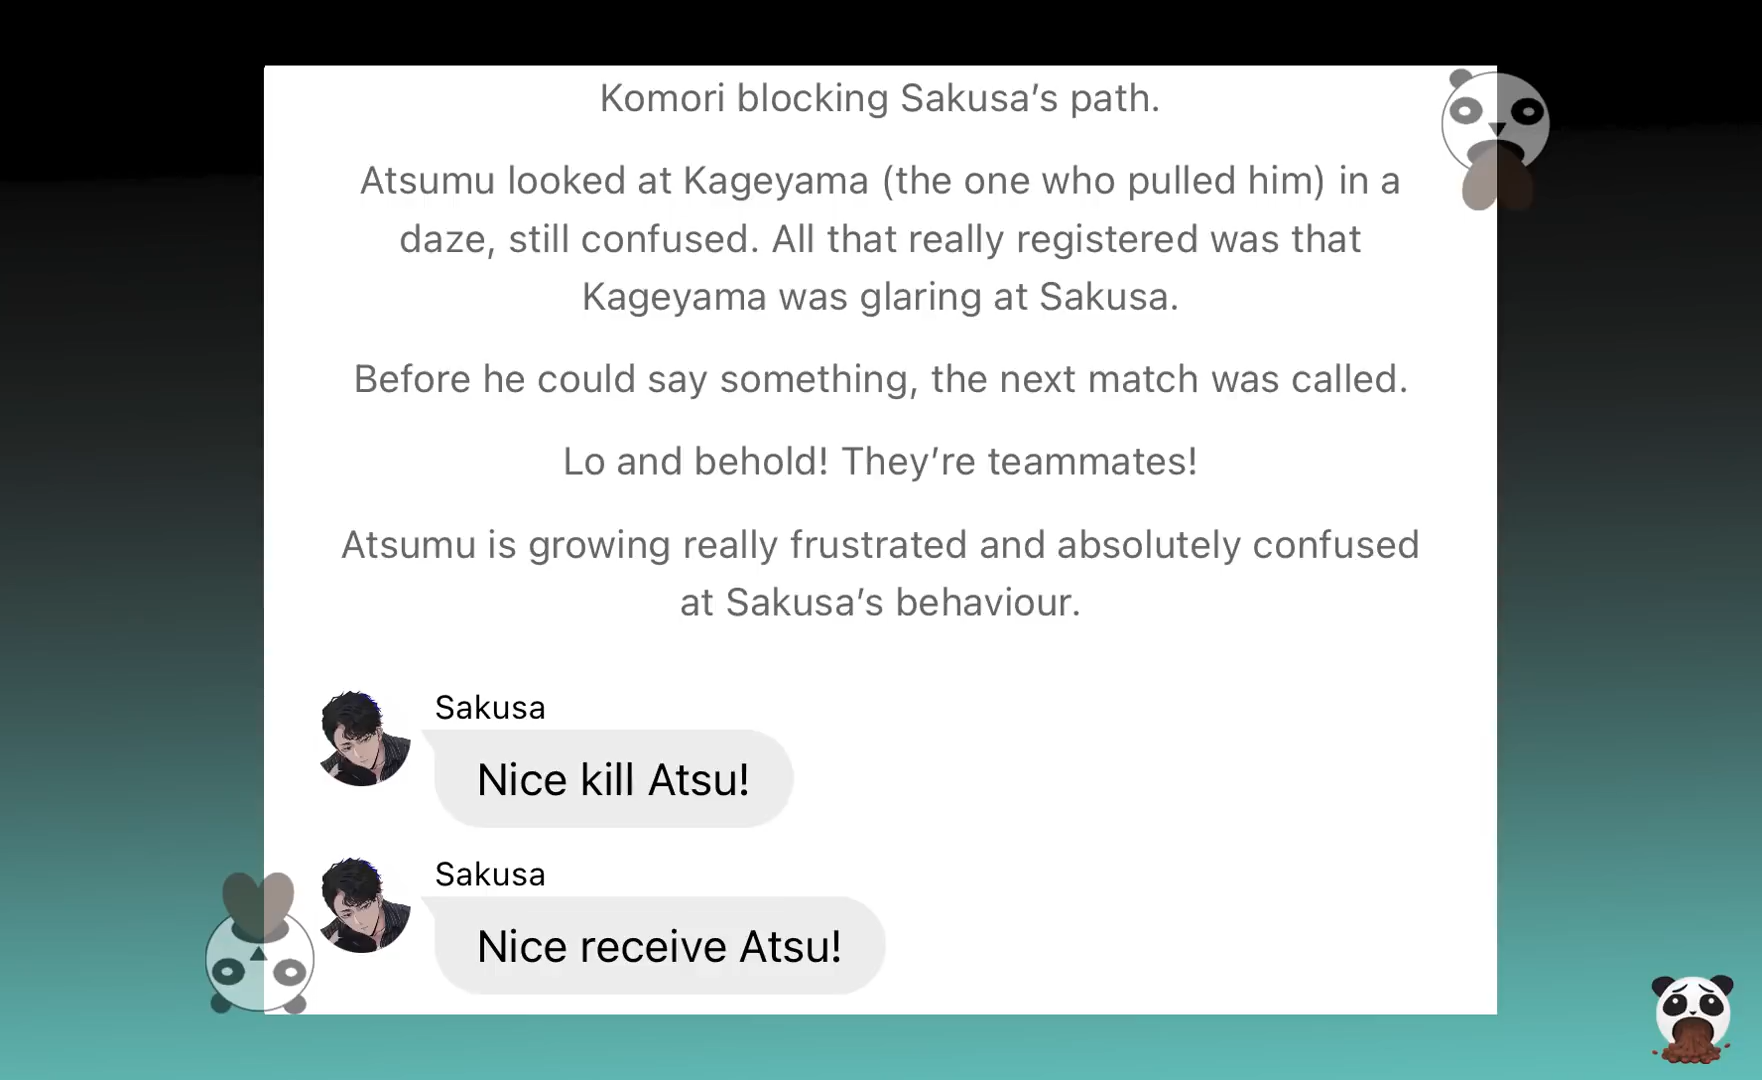 Komori blocking Sakusa’s path.
Atsumu looked at Kageyama (the one who pulled him) in a
daze, still confused. All that really registered was that
Kageyama was glaring at Sakusa.
Before he could say something, the next match was called.
Lo and behold! They’re teammates!
Atsumu is growing really frustrated and absolutely confused
at Sakusa’s behaviour.
Sakusa
Nice kill Atsu!
Sakusa
Nice receive Atsu!